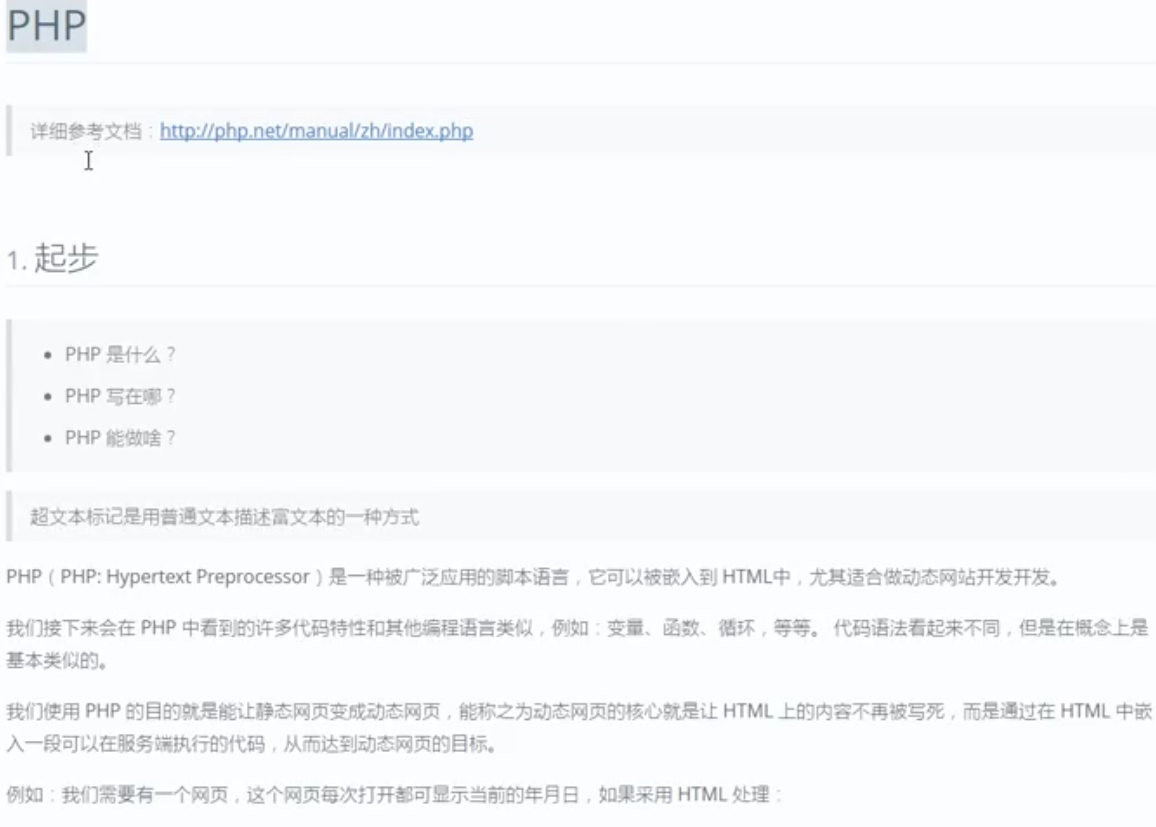 PHP
详细参考文档：http://php.net/manual/zh/index.php
1. 起步
PHP 是什么？
PHP 写在哪？
PHP 能做啥？
超文本标记是用普通文本描述富文本的一种方式
PHP（PHP: Hypertext Preprocessor）是一种被广泛应用的脚本语言，它可以被嵌入到 HTML中，尤其适合做动态网站开发开发。
我们接下来会在 PHP 中看到的许多代码特性和其他编程语言类似，例如：变量、函数、循环，等等。 代码语法看起来不同，但是在概念上是
基本类似的。
我们使用 PHP 的目的就是能让静态网页变成动态网页，能称之为动态网页的核心就是让 HTML 上的内容不再被写死，而是通过在 HTML 中嵌
入一段可以在服务端执行的代码，从而达到动态网页的目标。
例如：我们需要有一个网页，这个网页每次打开都可显示当前的年月日，如果采用 HTML 处理：